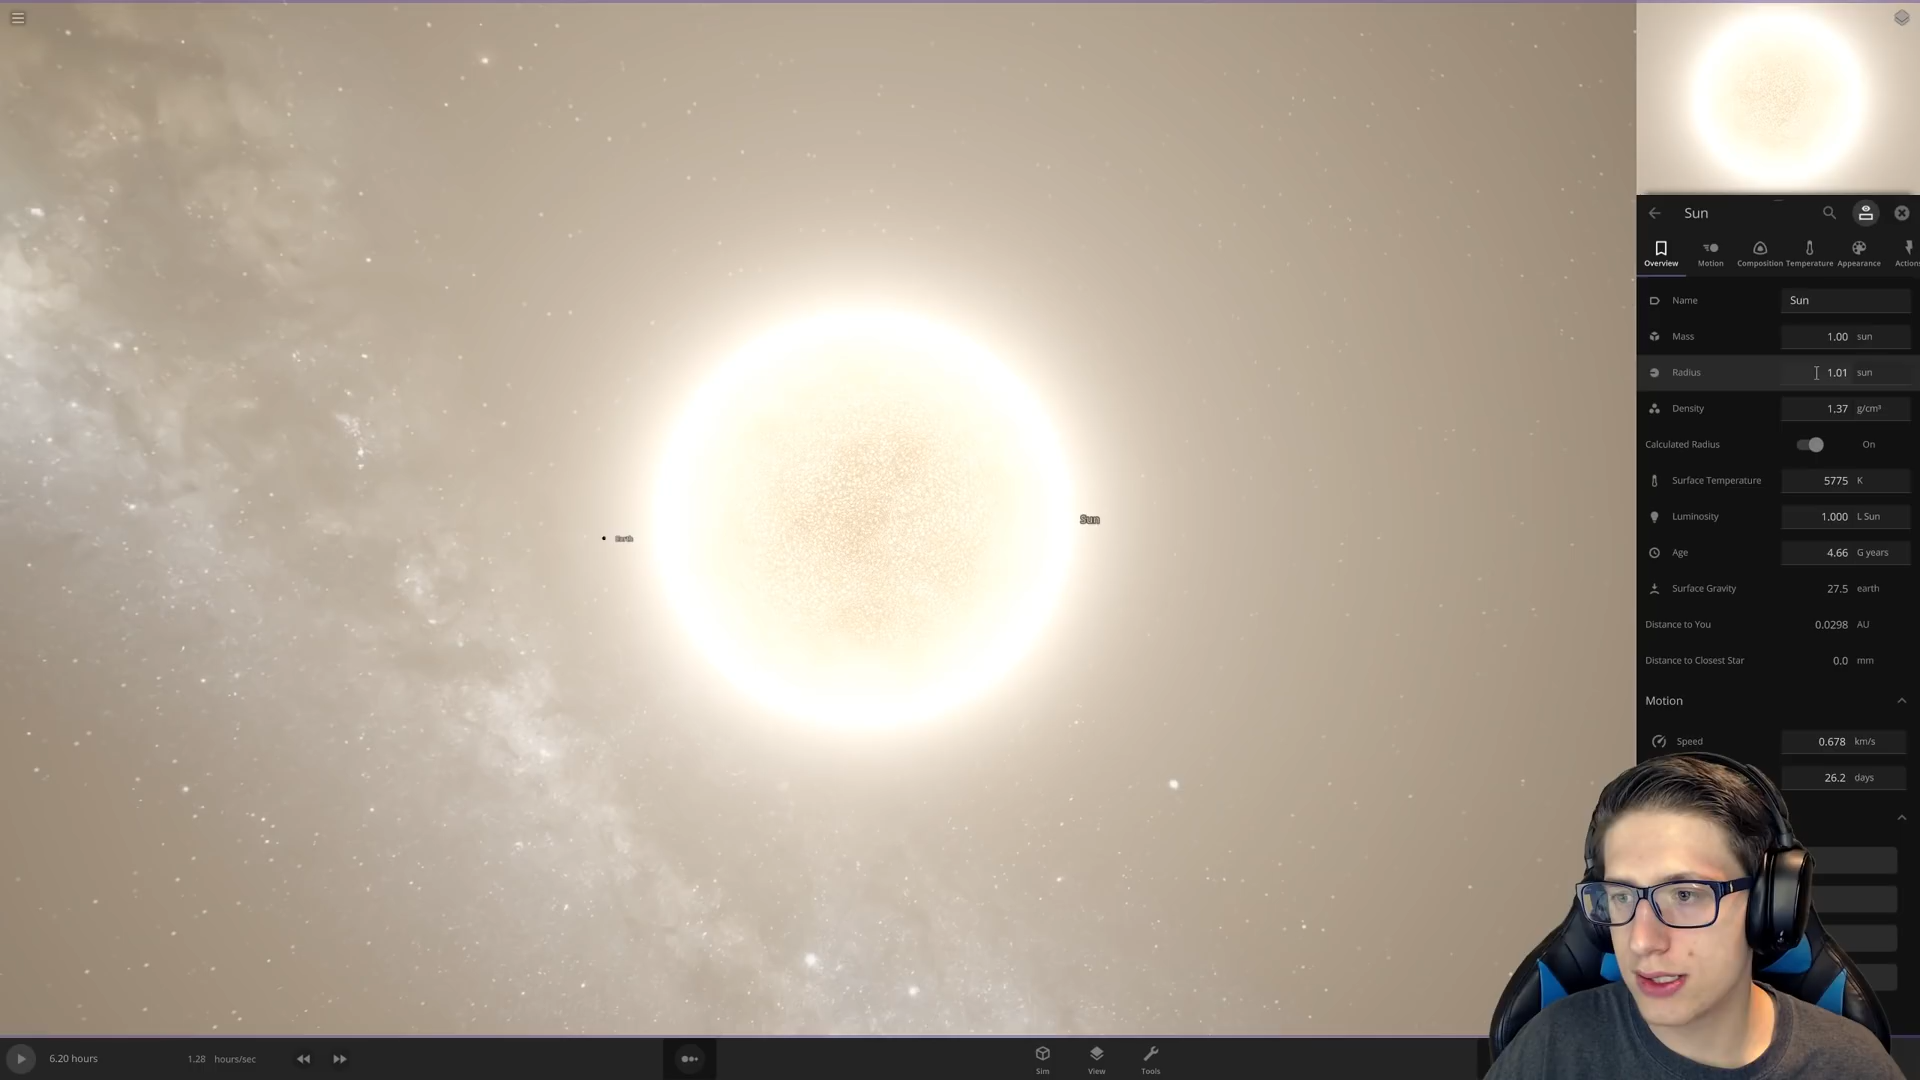 Sun
Overview Motion Composition Temperature Appearance Actions
Name Sun
Mass 1.00 sun
Radius 1.01 sun
Density 1.37 g/cm³
Calculated Radius On
Surface Temperature 5775 K
Luminosity 1.000 L Sun
Age 4.66 G years
Surface Gravity 27.5 earth
Distance to You 0.0298 AU
Distance to Closest Star 0.0 mm
Motion
Speed 0.678 km/s
26.2 days
Earth
Sun
6.20 hours 1.28 hours/sec
Sim View Tools